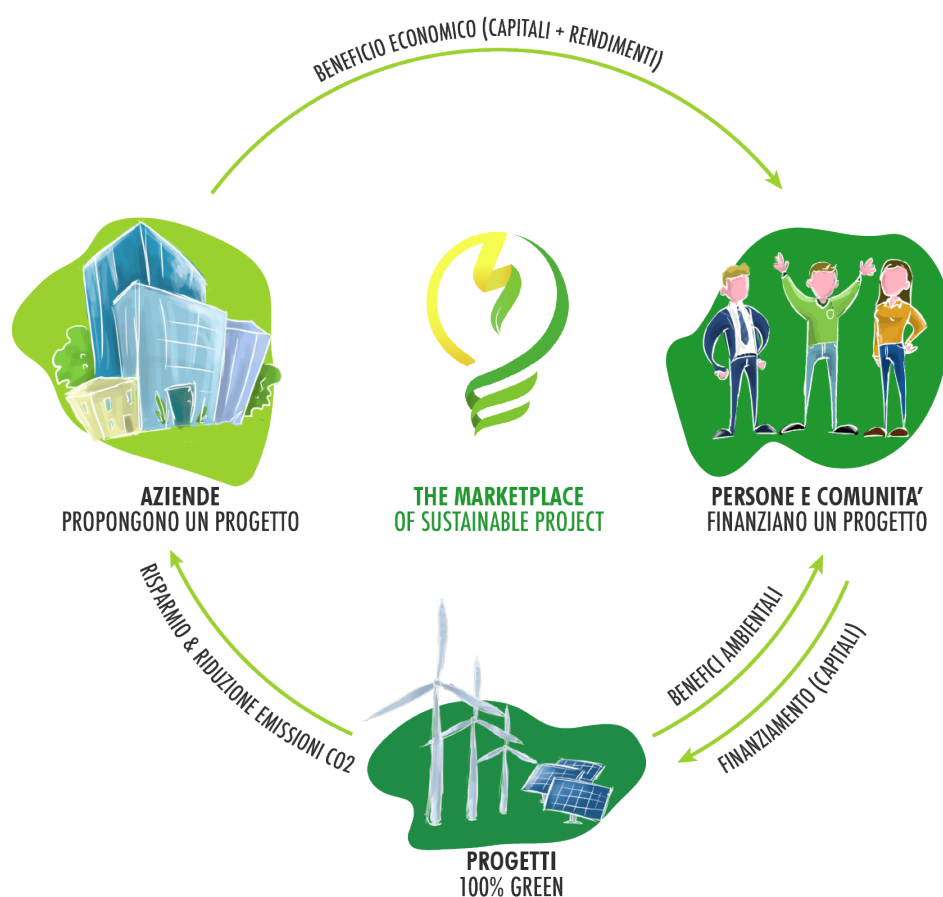 BENEFICIO ECONOMICO (CAPITALI + RENDIMENTI)
AZIENDE
PROPONGONO UN PROGETTO
THE MARKETPLACE
OF SUSTAINABLE PROJECT
PERSONE E COMUNITA’
FINANZIANO UN PROGETTO
RISPARMIO & RIDUZIONE EMISSIONI CO2
BENEFICI AMBIENTALI
FINANZIAMENTO (CAPITALI)
PROGETTI
100% GREEN